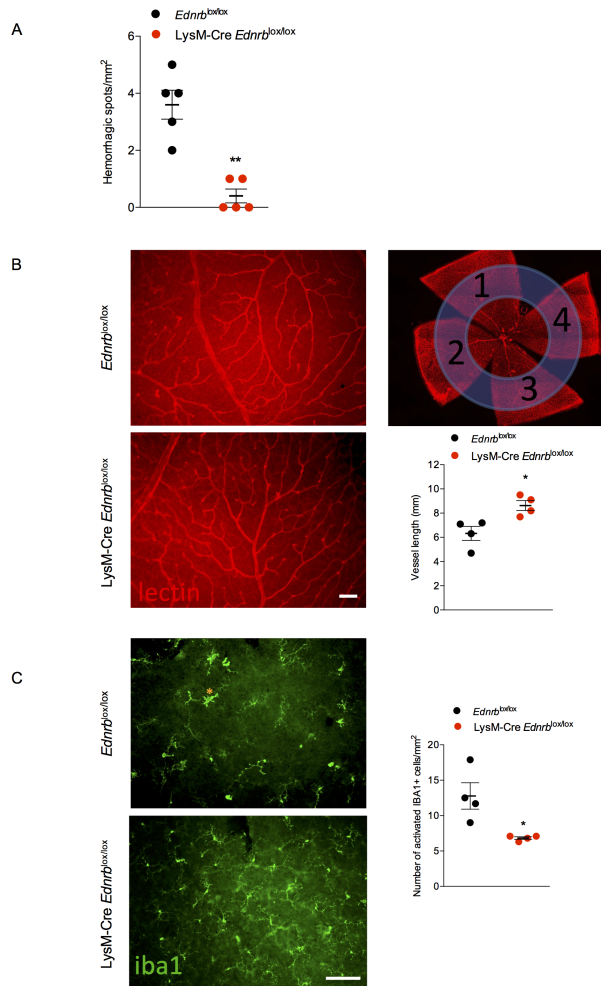 A
Ednrb^lox/lox
LysM-Cre Ednrb^lox/lox
Hemorrhagic spots/mm²
6
4
2
0
**
B
Ednrb^lox/lox
LysM-Cre Ednrb^lox/lox
lectin
1
2
3
4
Ednrb^lox/lox
LysM-Cre Ednrb^lox/lox
Vessel length (mm)
12
10
8
6
4
2
0
*
C
Ednrb^lox/lox
*
LysM-Cre Ednrb^lox/lox
iba1
Ednrb^lox/lox
LysM-Cre Ednrb^lox/lox
Number of activated IBA1+ cells/mm²
20
15
10
5
0
*